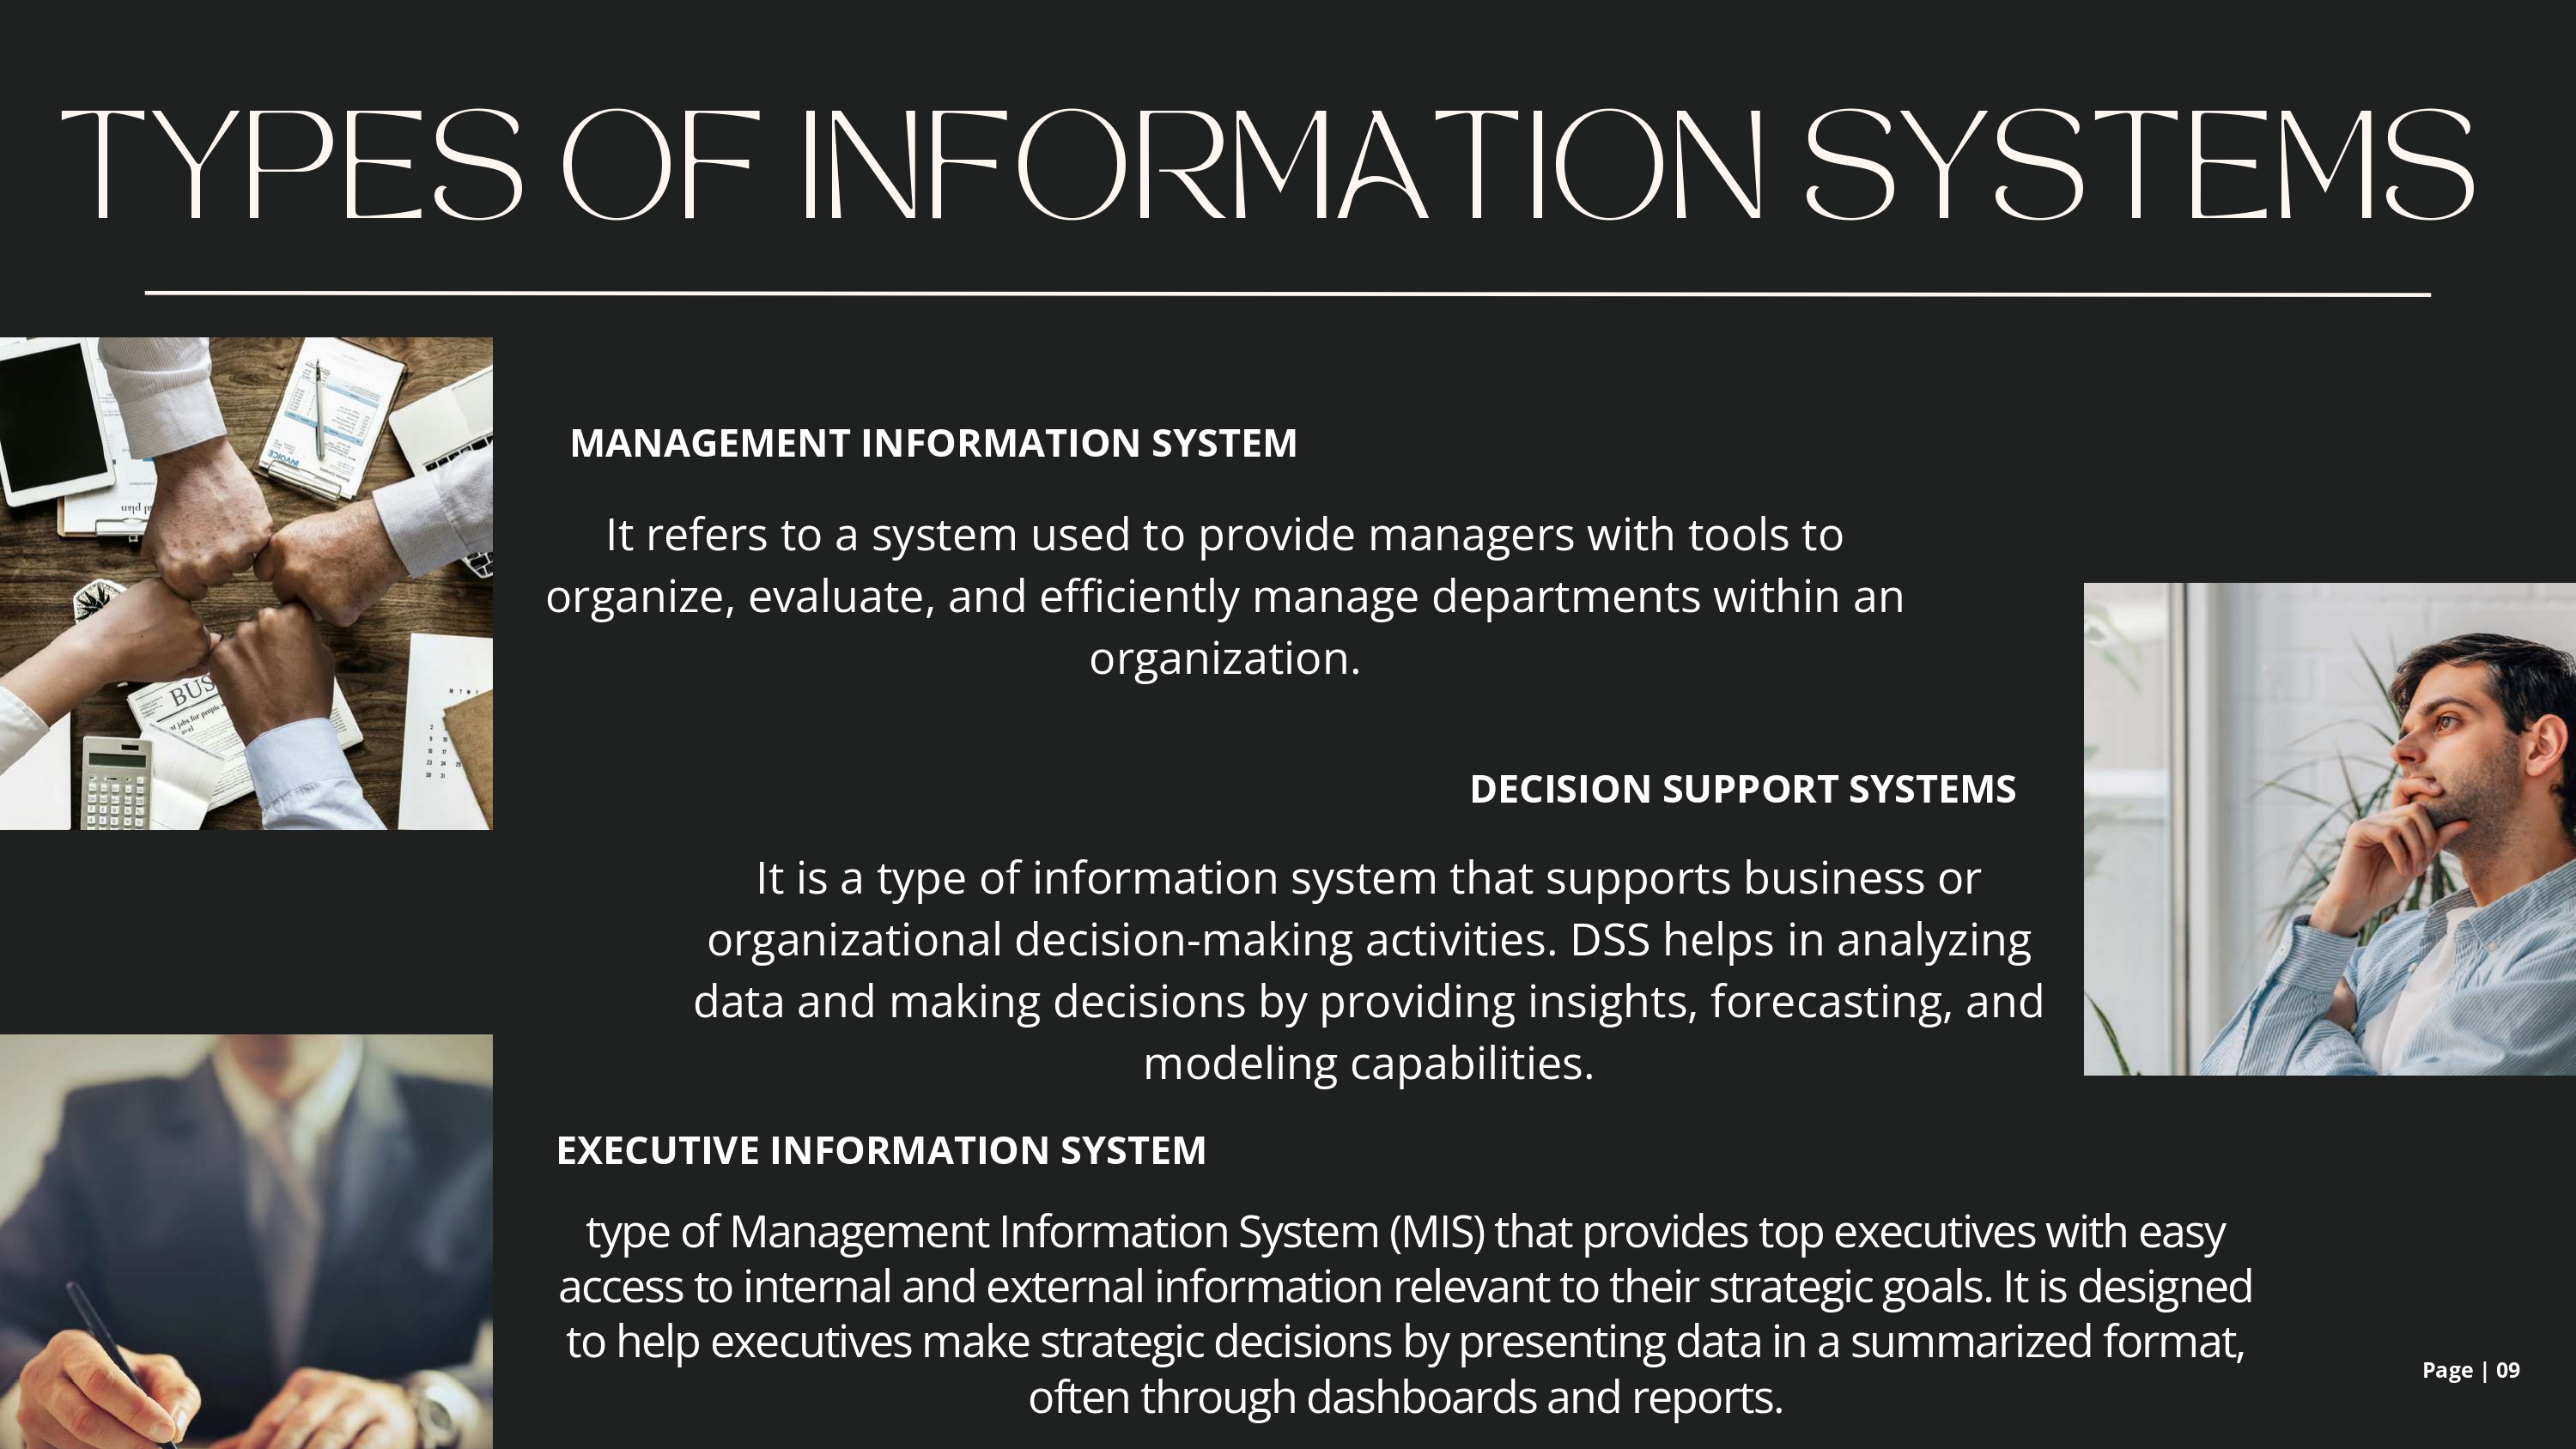 TYPES OF INFORMATION SYSTEMS
MANAGEMENT INFORMATION SYSTEM
It refers to a system used to provide managers with tools to
organize, evaluate, and efficiently manage departments within an
organization.
DECISION SUPPORT SYSTEMS
It is a type of information system that supports business or
organizational decision-making activities. DSS helps in analyzing
data and making decisions by providing insights, forecasting, and
modeling capabilities.
EXECUTIVE INFORMATION SYSTEM
type of Management Information System (MIS) that provides top executives with easy
access to internal and external information relevant to their strategic goals. It is designed
to help executives make strategic decisions by presenting data in a summarized format,
often through dashboards and reports.
Page | 09
INVOICE
plan
BUS